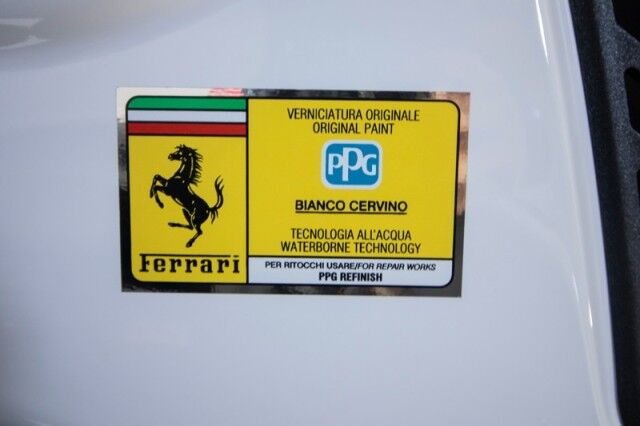 Ferrari
VERNICIATURA ORIGINALE
ORIGINAL PAINT
PPG
BIANCO CERVINO
TECNOLOGIA ALL'ACQUA
WATERBORNE TECHNOLOGY
PER RITOCCHI USARE/FOR REPAIR WORKS
PPG REFINISH